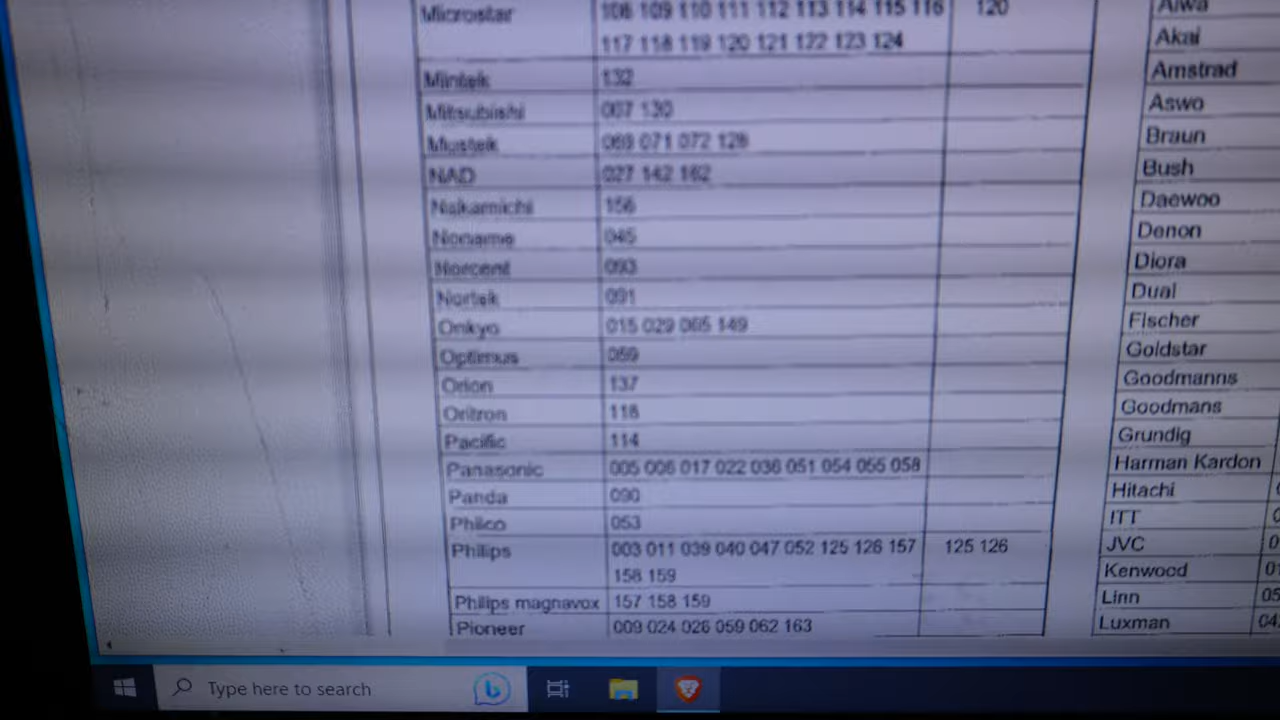 Microstar 108 109 110 111 112 113 114 115 116 120
117 118 119 120 121 122 123 124
Mintek 132
Mitsubishi 067 130
Mustek 071 072 128
NAD 027 142 162
Nakamichi 156
Noname 045
Norcent 093
Nortek 091
Onkyo 015 029 065 149
Optimus 059
Orion 137
Oritron 116
Pacific 114
Panasonic 005 006 017 022 036 051 054 055 058
Panda 090
Philco 053
Philips 003 011 039 040 047 052 125 126 157 125 126
158 159
Philips magnavox 157 158 159
Pioneer 009 024 026 059 062 163
Aiwa
Akai
Amstrad
Aswo
Braun
Bush
Daewoo
Denon
Diora
Dual
Fischer
Goldstar
Goodmanns
Goodmans
Grundig
Harman Kardon
Hitachi
ITT
JVC
Kenwood
Linn 05
Luxman 04
Type here to search